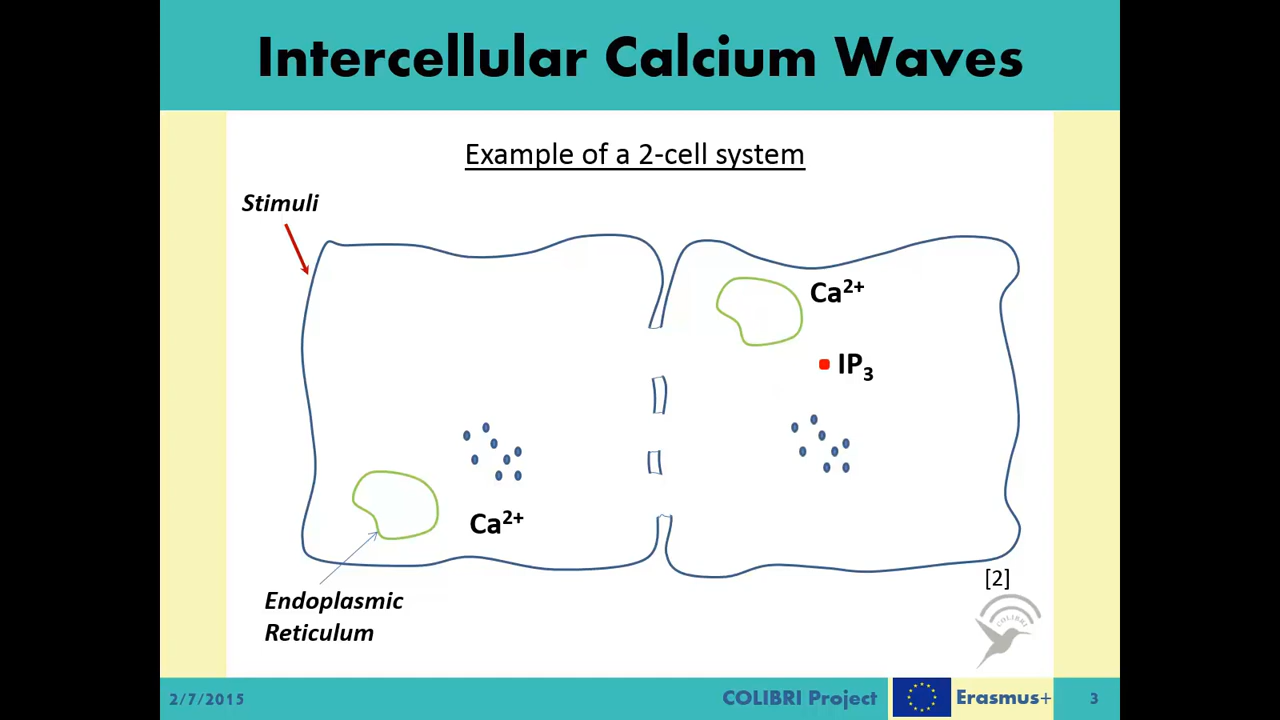 Intercellular Calcium Waves
Example of a 2-cell system
Stimuli
Ca²⁺
IP₃
Ca²⁺
Endoplasmic
Reticulum
[2]
COLIBRI
2/7/2015
COLIBRI Project
Erasmus+
3